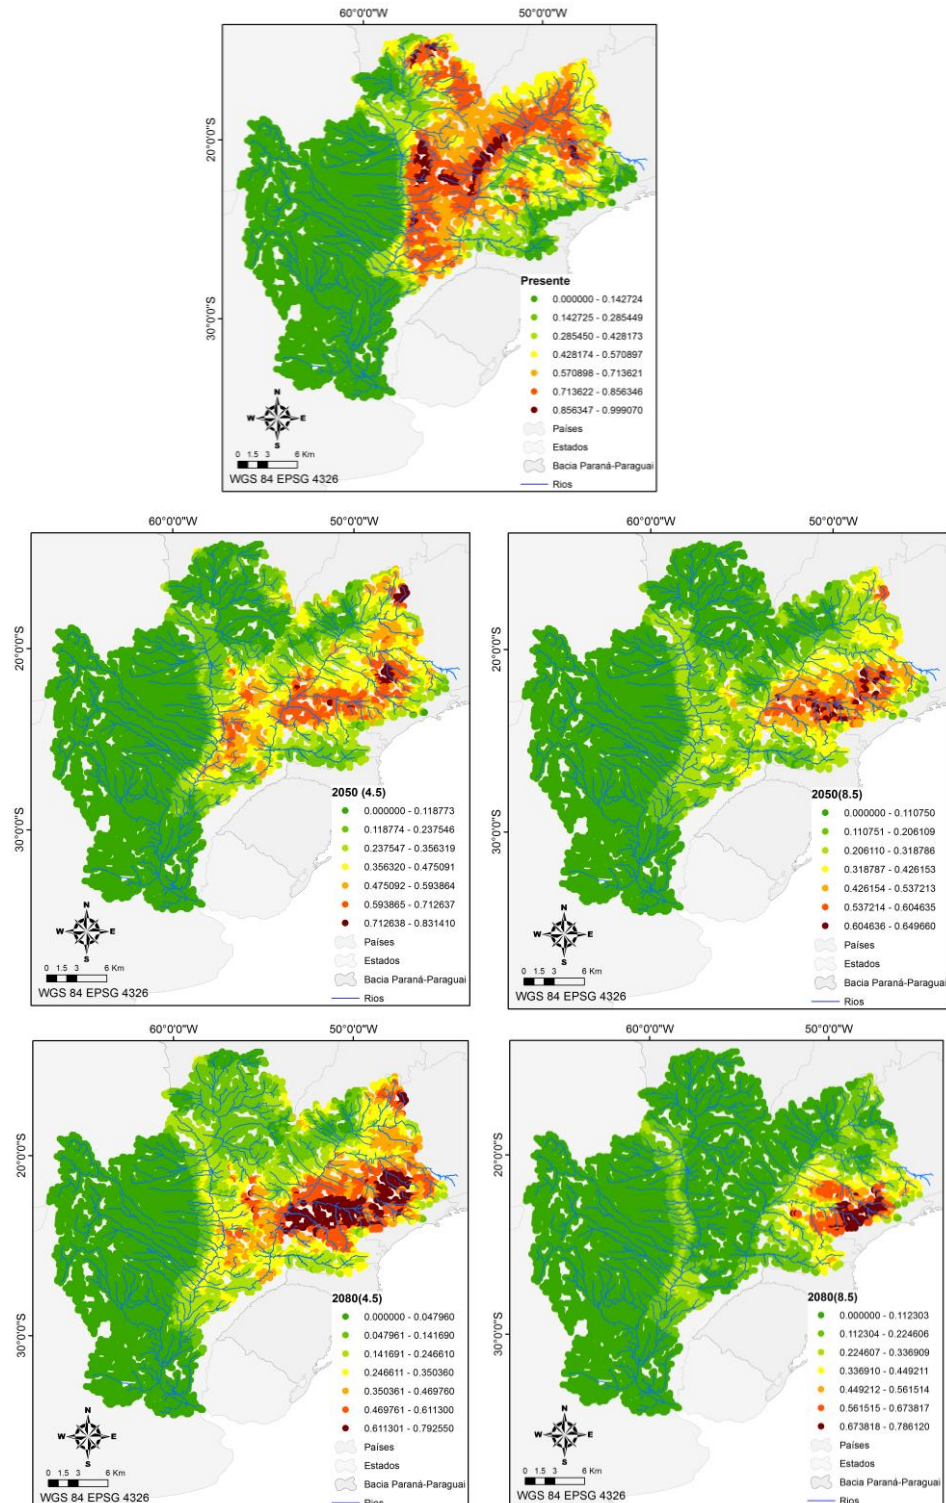 60°0'0"W 50°0'0"W
20°0'0"S
30°0'0"S
Presente
0.000000 - 0.142724
0.142725 - 0.285449
0.285450 - 0.428173
0.428174 - 0.570897
0.570898 - 0.713621
0.713622 - 0.856346
0.856347 - 0.999070
Países
Estados
Bacia Paraná-Paraguai
Rios
N
W E
S
0 1.5 3 6 Km
WGS 84 EPSG 4326
60°0'0"W 50°0'0"W
20°0'0"S
30°0'0"S
2050 (4.5)
0.000000 - 0.118773
0.118774 - 0.237546
0.237547 - 0.356319
0.356320 - 0.475091
0.475092 - 0.593864
0.593865 - 0.712637
0.712638 - 0.831410
Países
Estados
Bacia Paraná-Paraguai
Rios
N
W E
S
0 1.5 3 6 Km
WGS 84 EPSG 4326
60°0'0"W 50°0'0"W
20°0'0"S
30°0'0"S
2050(8.5)
0.000000 - 0.110750
0.110751 - 0.206109
0.206110 - 0.318786
0.318787 - 0.426153
0.426154 - 0.537213
0.537214 - 0.604635
0.604636 - 0.649660
Países
Estados
Bacia Paraná-Paraguai
Rios
N
W E
S
0 1.5 3 6 Km
WGS 84 EPSG 4326
60°0'0"W 50°0'0"W
20°0'0"S
30°0'0"S
2080(4.5)
0.000000 - 0.047960
0.047961 - 0.141690
0.141691 - 0.246610
0.246611 - 0.350360
0.350361 - 0.469760
0.469761 - 0.611300
0.611301 - 0.792550
Países
Estados
Bacia Paraná-Paraguai
Rios
N
W E
S
0 1.5 3 6 Km
WGS 84 EPSG 4326
60°0'0"W 50°0'0"W
20°0'0"S
30°0'0"S
2080(8.5)
0.000000 - 0.112303
0.112304 - 0.224606
0.224607 - 0.336909
0.336910 - 0.449211
0.449212 - 0.561514
0.561515 - 0.673817
0.673818 - 0.786120
Países
Estados
Bacia Paraná-Paraguai
Rios
N
W E
S
0 1.5 3 6 Km
WGS 84 EPSG 4326